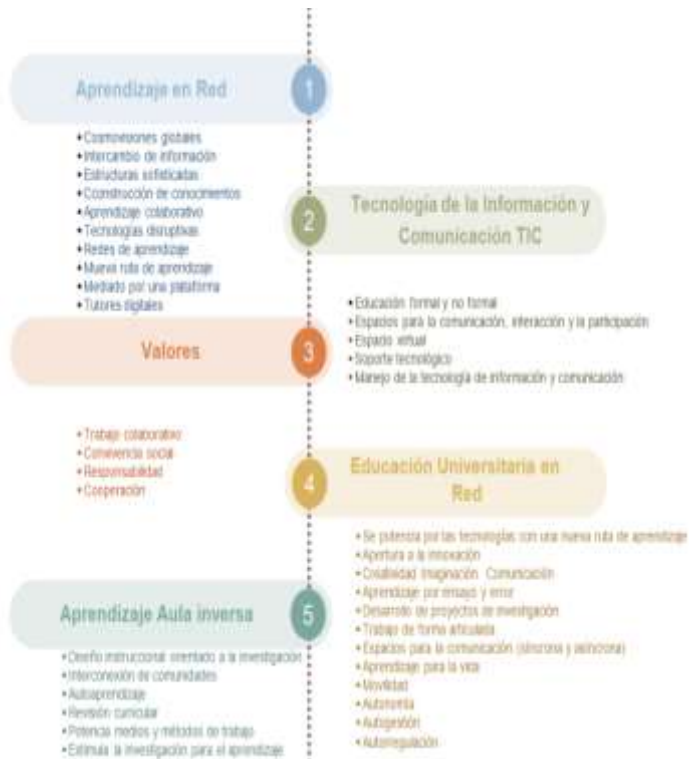 Aprendizaje en Red
1
• Cosmovisiones globales
• Intercambio de información
• Estructuras sofisticadas
• Coonstrucción de conocimientos
• Aprendizaje colaborativo
• Tecnologías disruptivas
• Redes de aprendizaje
• Mueva ruta de aprendizaje
• Mediado por una plataforma
• Tutores digitales
2
Tecnología de la Información y
Comunicación TIC
• Educación formal y no formal
• Espacios para la comunicación, interacción y la participación
• Espacio virtual
• Soporte tecnológico
• Manejo de la tecnología de información y comunicación
Valores
3
• Trabajo colaborativo
• Convivencia social
• Responsabilidad
• Cooperación
4
Educación Universitaria en
Red
• Se potencia por las tecnologías con una nueva ruta de aprendizaje
• Apertura a la innovación
• Creatividad Imaginación Comunicación
• Aprendizaje por ensayo y error
• Desarrollo de proyectos de investigación
• Trabajo de forma articulada
• Espacios para la comunicación (síncrona y asíncrona)
• Aprendizaje para la vida
• Movilidad
• Autonomía
• Autogestión
• Autorregulación
Aprendizaje Aula inversa
5
• Diseño instruccional orientado a la investigación
• Interconexión de comunidades
• Autoaprendizaje
• Revisión curricular
• Potencia medios y métodos de trabajo
• Estimula la investigación para el aprendizaje